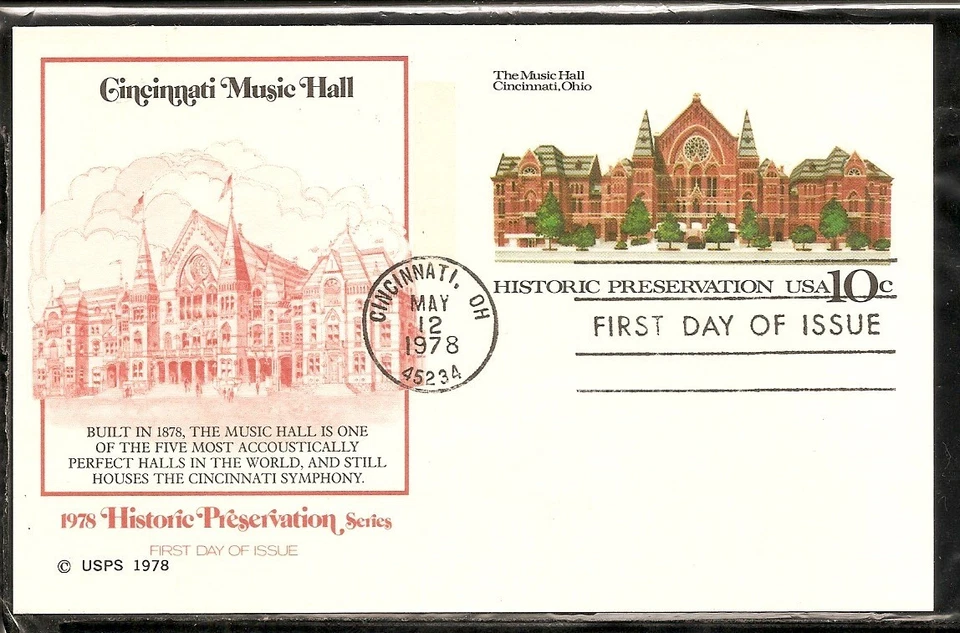 Cincinnati Music Hall
BUILT IN 1878, THE MUSIC HALL IS ONE
OF THE FIVE MOST ACCOUSTICALLY
PERFECT HALLS IN THE WORLD, AND STILL
HOUSES THE CINCINNATI SYMPHONY.
1978 Historic Preservation Series
FIRST DAY OF ISSUE
© USPS 1978
CINCINNATI, OH
MAY
12
1978
45234
The Music Hall
Cincinnati, Ohio
HISTORIC PRESERVATION USA 10c
FIRST DAY OF ISSUE